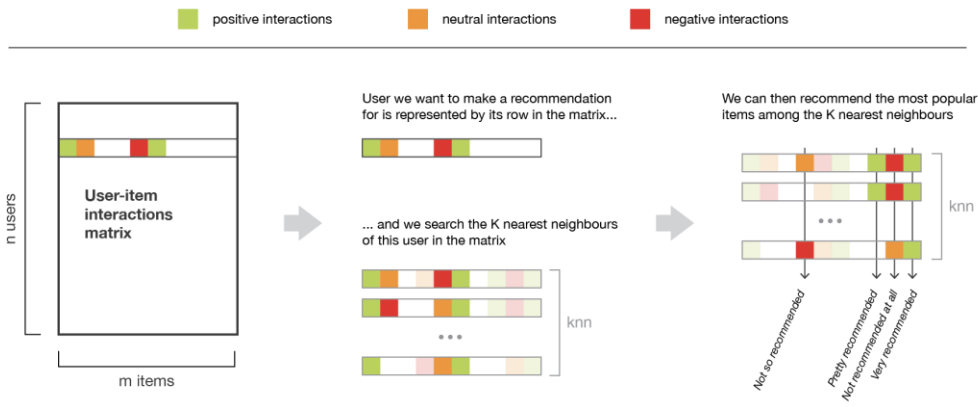 positive interactions
neutral interactions
negative interactions
User we want to make a recommendation
for is represented by its row in the matrix...
We can then recommend the most popular
items among the K nearest neighbours
User-item
interactions
matrix
n users
m items
... and we search the K nearest neighbours
of this user in the matrix
knn
knn
Not so recommended
Pretty recommended
Not recommended at all
Very recommended